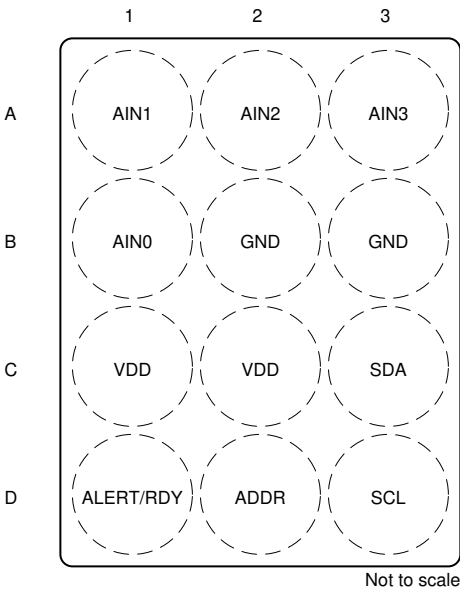 1 2 3
A AIN1 AIN2 AIN3
B AIN0 GND GND
C VDD VDD SDA
D ALERT/RDY ADDR SCL
Not to scale